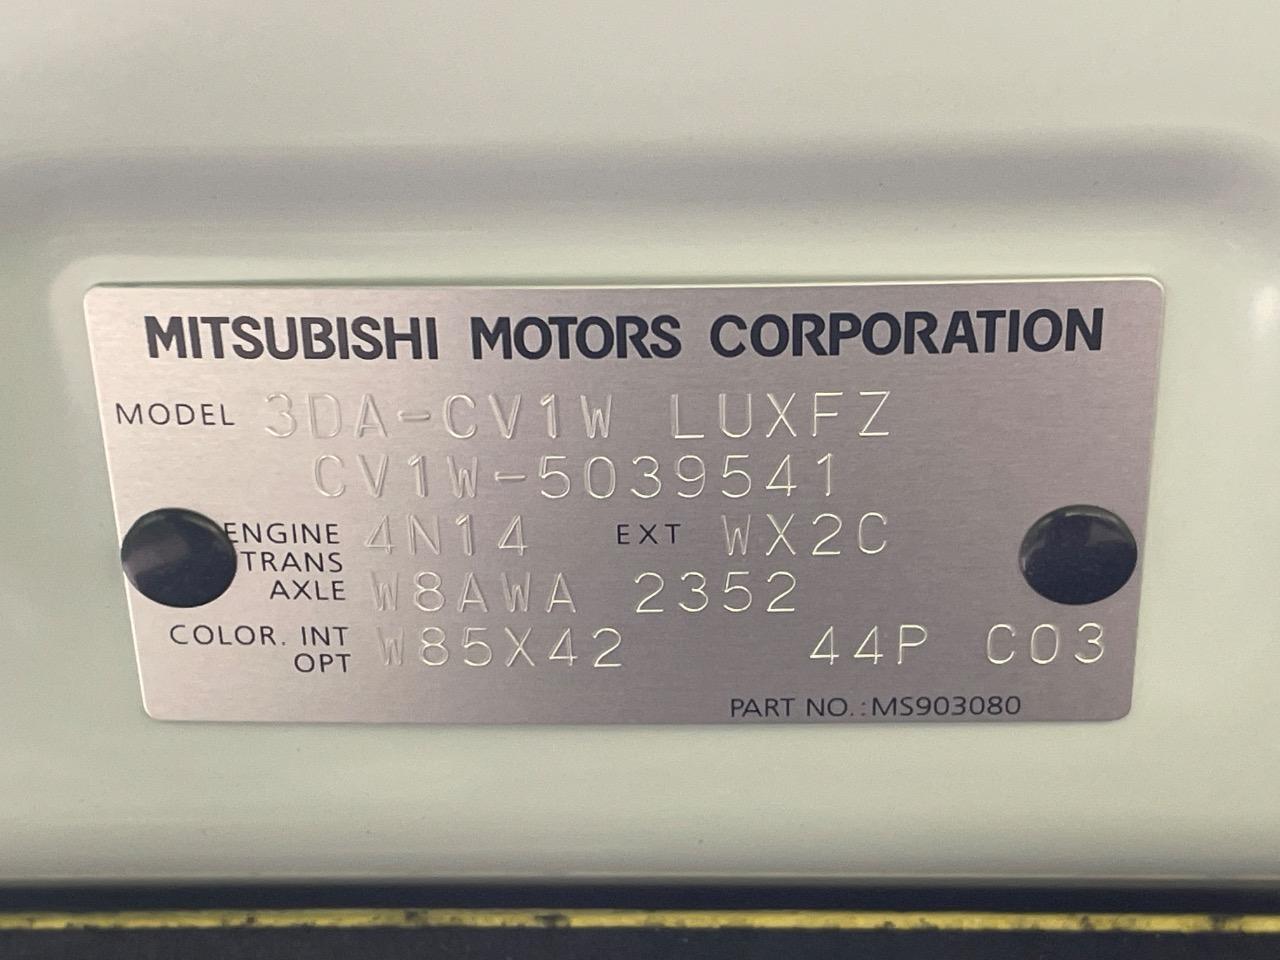 MITSUBISHI MOTORS CORPORATION
MODEL 3DA-CV1W LUXFZ
CV1W-5039541
ENGINE 4N14 EXT WX2C
TRANS
AXLE W8AWA 2352
COLOR. INT
OPT W85X42 44P C03
PART NO.:MS903080